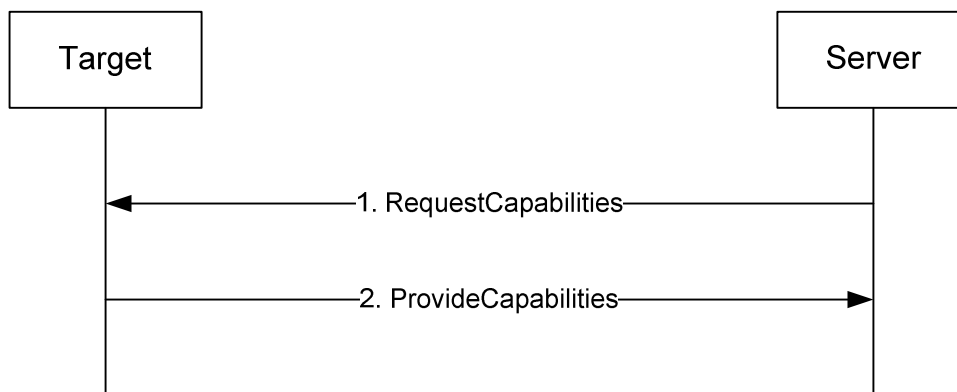 Target
Server
1. RequestCapabilities
2. ProvideCapabilities